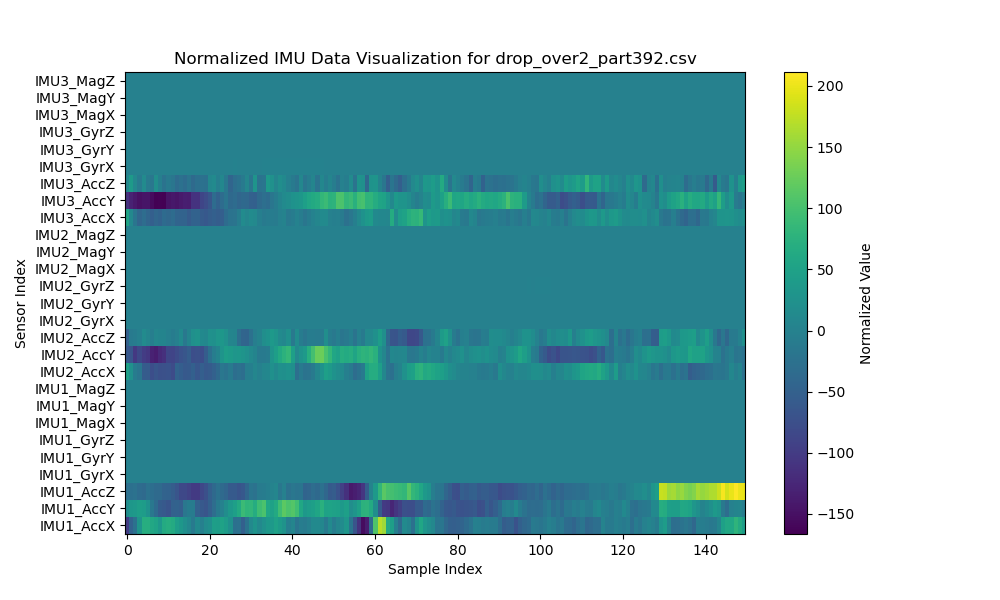 Normalized IMU Data Visualization for drop_over2_part392.csv
IMU3_MagZ
IMU3_MagY
IMU3_MagX
IMU3_GyrZ
IMU3_GyrY
IMU3_GyrX
IMU3_AccZ
IMU3_AccY
IMU3_AccX
IMU2_MagZ
IMU2_MagY
IMU2_MagX
IMU2_GyrZ
IMU2_GyrY
IMU2_GyrX
IMU2_AccZ
IMU2_AccY
IMU2_AccX
IMU1_MagZ
IMU1_MagY
IMU1_MagX
IMU1_GyrZ
IMU1_GyrY
IMU1_GyrX
IMU1_AccZ
IMU1_AccY
IMU1_AccX
Sensor Index
0 20 40 60 80 100 120 140
Sample Index
200
150
100
50
0
−50
−100
−150
Normalized Value